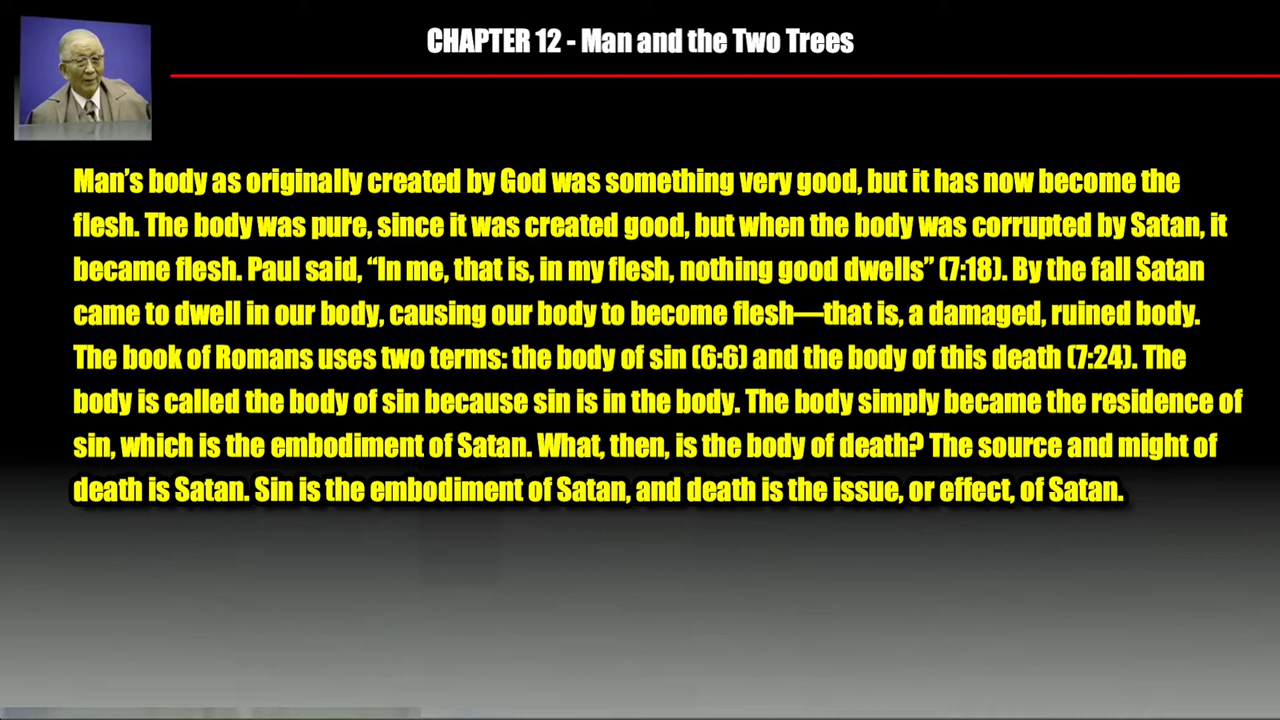 CHAPTER 12 - Man and the Two Trees
Man’s body as originally created by God was something very good, but it has now become the
flesh. The body was pure, since it was created good, but when the body was corrupted by Satan, it
became flesh. Paul said, “In me, that is, in my flesh, nothing good dwells” (7:18). By the fall Satan
came to dwell in our body, causing our body to become flesh—that is, a damaged, ruined body.
The book of Romans uses two terms: the body of sin (6:6) and the body of this death (7:24). The
body is called the body of sin because sin is in the body. The body simply became the residence of
sin, which is the embodiment of Satan. What, then, is the body of death? The source and might of
death is Satan. Sin is the embodiment of Satan, and death is the issue, or effect, of Satan.